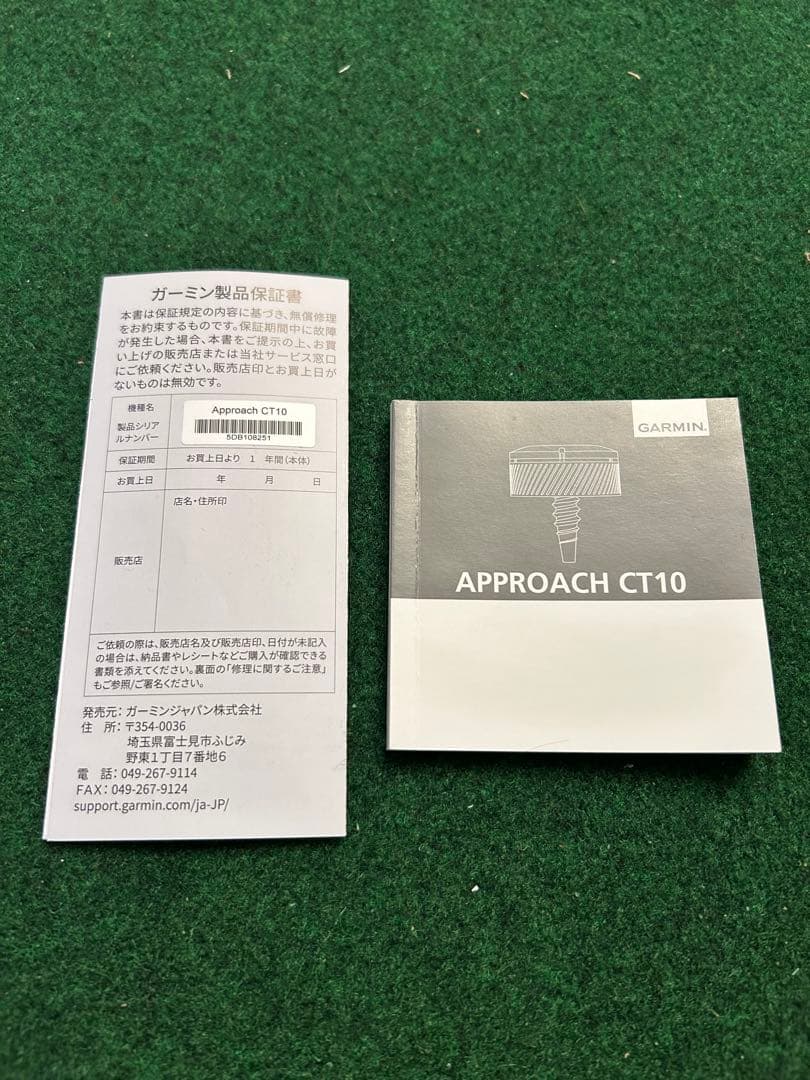 ガーミン製品保証書
本書は保証規定の内容に基づき、無償修理
をお約束するものです。保証期間中に故障
が発生した場合、本書をご提示の上、お買
い上げの販売店または当社サービス窓口
にご依頼ください。販売店印とお買上日が
ないものは無効です。
機種名
Approach CT10
製品シリア
ルナンバー
5DB108251
保証期間 お買上日より 1 年間(本体)
お買上日 年 月 日
店名・住所印
販売店
ご依頼の際は、販売店名及び販売店印、日付が未記入
の場合は、納品書やレシートなどご購入が確認できる
書類を添えてください。裏面の「修理に関するご注意」
もご参照/ご署名ください。
発売元：ガーミンジャパン株式会社
住 所：〒354-0036
埼玉県富士見市ふじみ
野東1丁目7番地6
電 話：049-267-9114
FAX：049-267-9124
support.garmin.com/ja-JP/
GARMIN.
APPROACH CT10